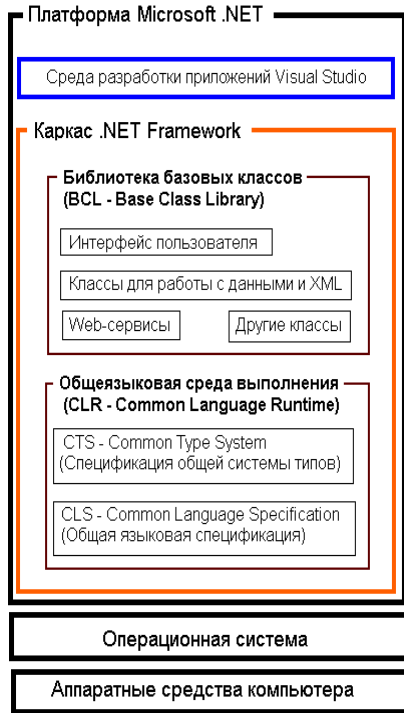 Платформа Microsoft .NET
Среда разработки приложений Visual Studio
Каркас .NET Framework
Библиотека базовых классов
(BCL - Base Class Library)
Интерфейс пользователя
Классы для работы с данными и XML
Web-сервисы
Другие классы
Общеязыковая среда выполнения
(CLR - Common Language Runtime)
CTS - Common Type System
(Спецификация общей системы типов)
CLS - Common Language Specification
(Общая языковая спецификация)
Операционная система
Аппаратные средства компьютера